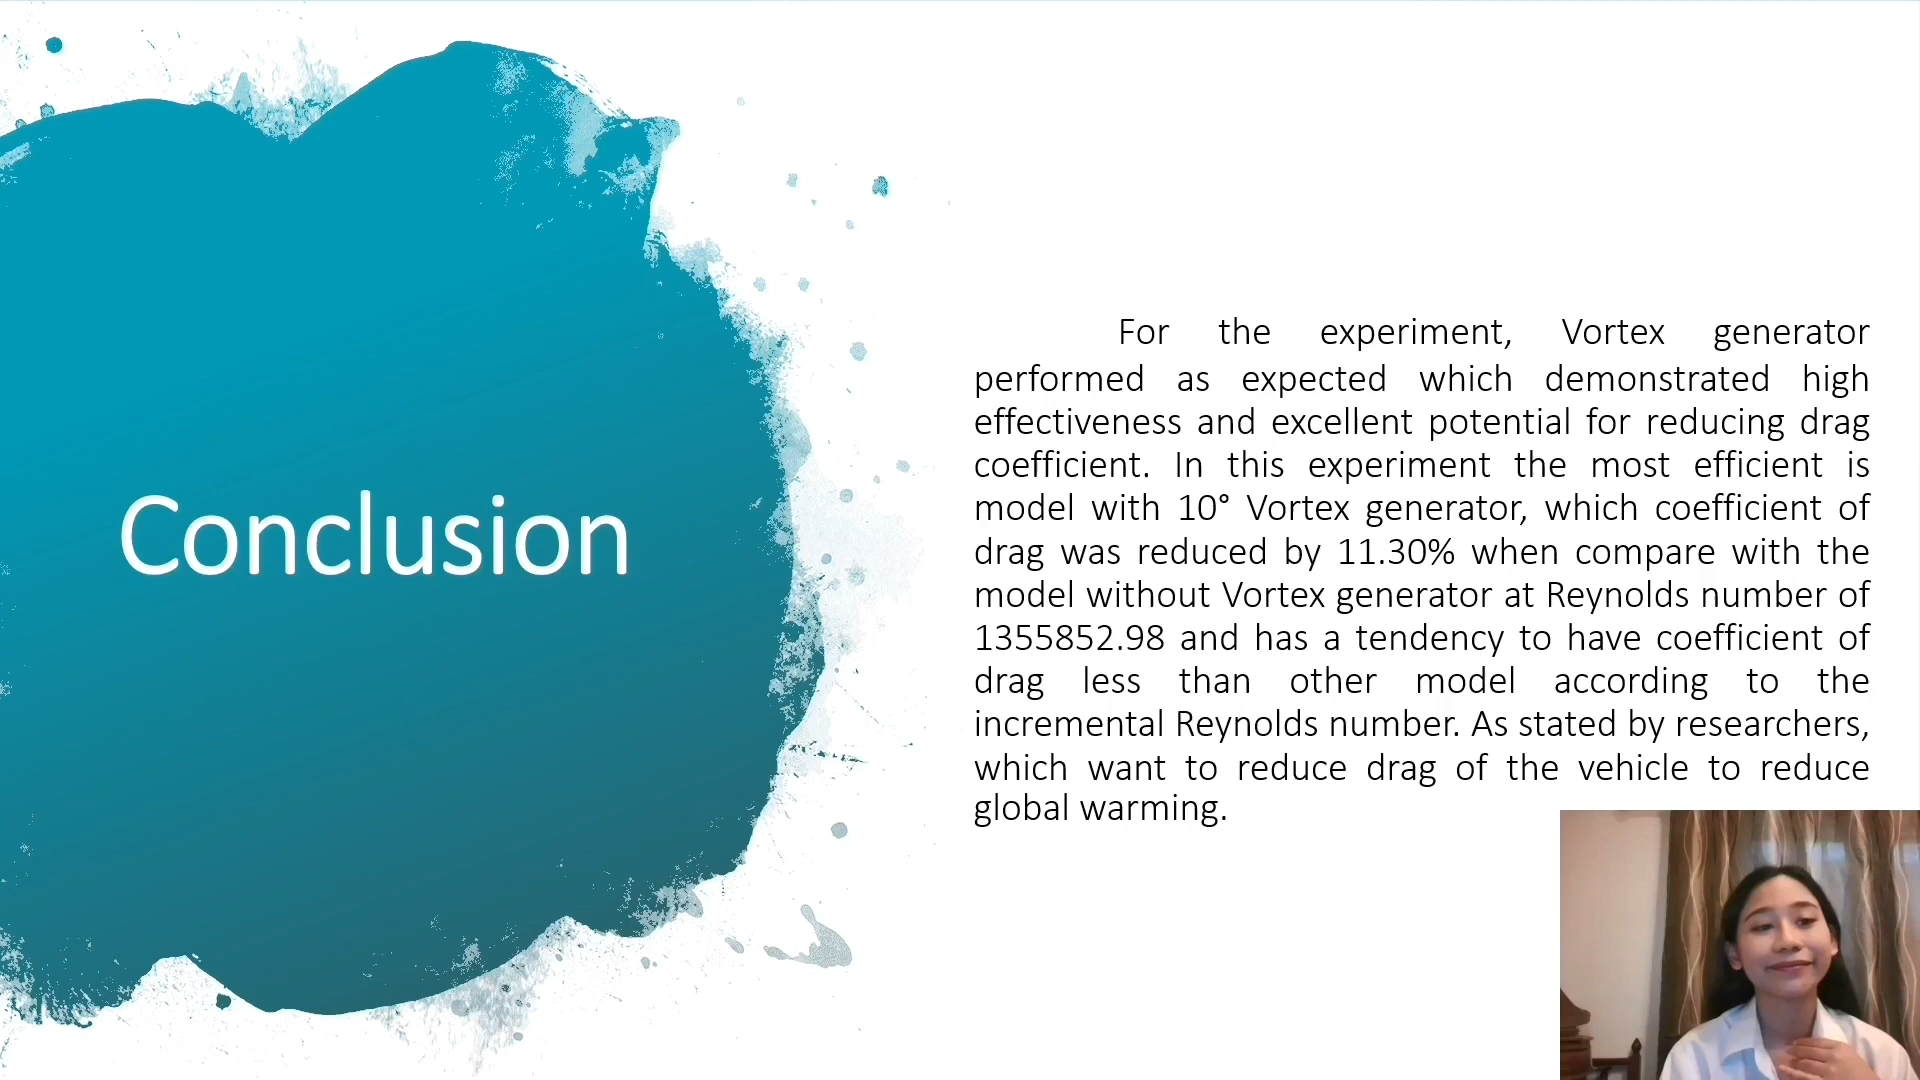 Conclusion
For the experiment, Vortex generator
performed as expected which demonstrated high
effectiveness and excellent potential for reducing drag
coefficient. In this experiment the most efficient is
model with 10° Vortex generator, which coefficient of
drag was reduced by 11.30% when compare with the
model without Vortex generator at Reynolds number of
1355852.98 and has a tendency to have coefficient of
drag less than other model according to the
incremental Reynolds number. As stated by researchers,
which want to reduce drag of the vehicle to reduce
global warming.